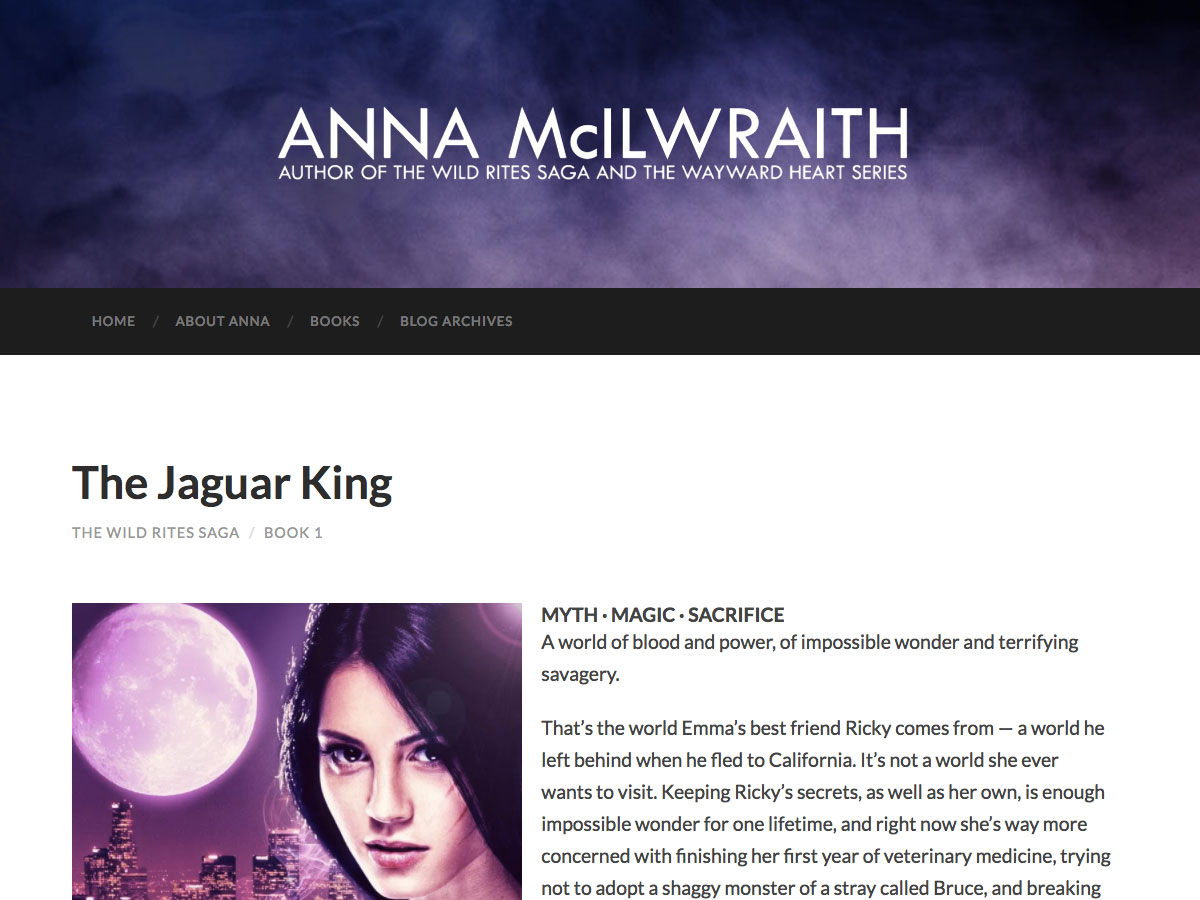 ANNA McILWRAITH
AUTHOR OF THE WILD RITES SAGA AND THE WAYWARD HEART SERIES
HOME / ABOUT ANNA / BOOKS / BLOG ARCHIVES
The Jaguar King
THE WILD RITES SAGA / BOOK 1
MYTH · MAGIC · SACRIFICE
A world of blood and power, of impossible wonder and terrifying
savagery.
That’s the world Emma’s best friend Ricky comes from — a world he
left behind when he fled to California. It’s not a world she ever
wants to visit. Keeping Ricky’s secrets, as well as her own, is enough
impossible wonder for one lifetime, and right now she’s way more
concerned with finishing her first year of veterinary medicine, trying
not to adopt a shaggy monster of a stray called Bruce, and breaking